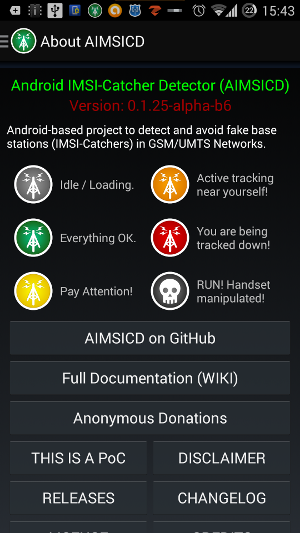 15:43
About AIMSICD
Android IMSI-Catcher Detector (AIMSICD)
Version: 0.1.25-alpha-b6
Android-based project to detect and avoid fake base
stations (IMSI-Catchers) in GSM/UMTS Networks.
Idle / Loading.
Active tracking
near yourself!
Everything OK.
You are being
tracked down!
Pay Attention!
RUN! Handset
manipulated!
AIMSICD on GitHub
Full Documentation (WIKI)
Anonymous Donations
THIS IS A PoC
DISCLAIMER
RELEASES
CHANGELOG